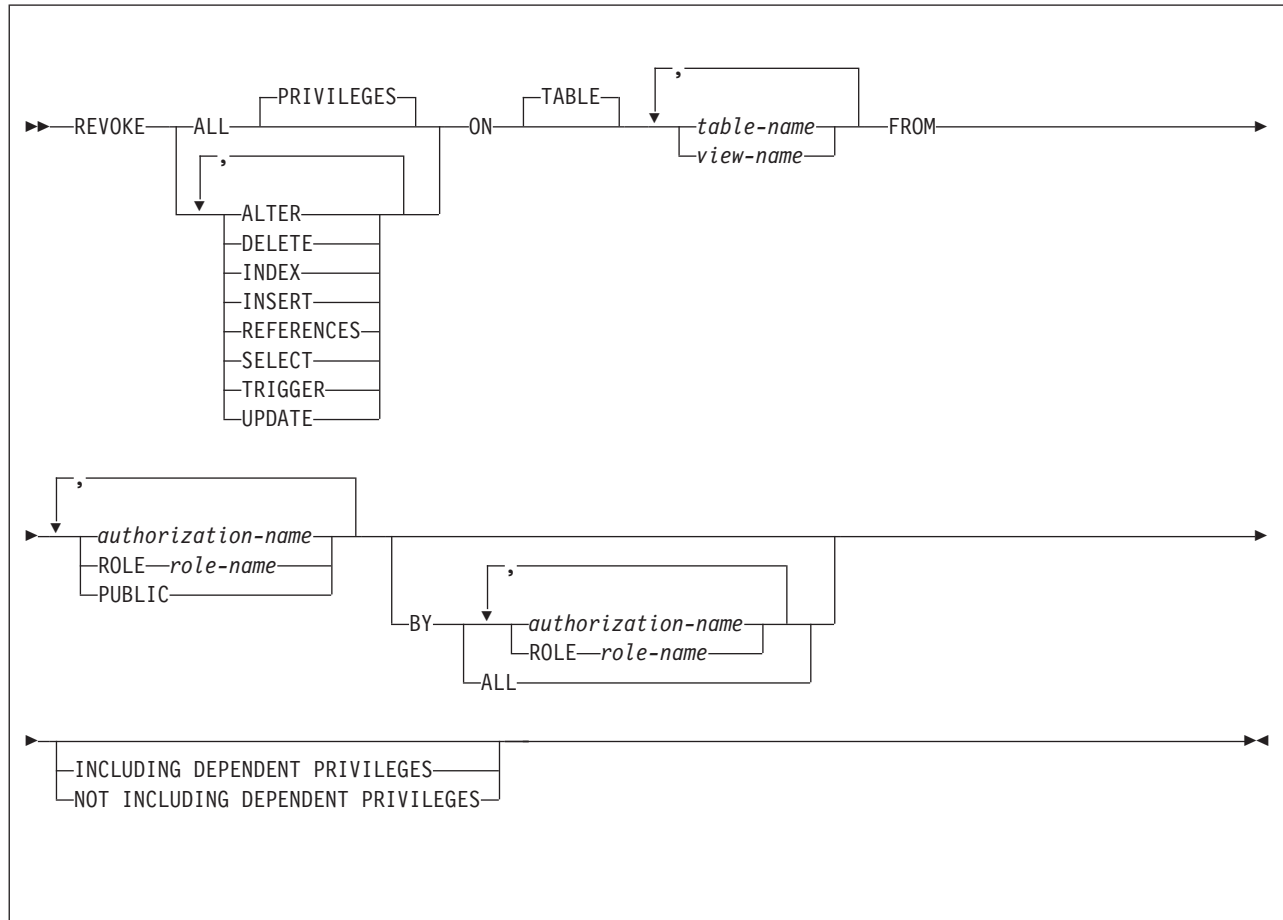 PRIVILEGES TABLE ,
REVOKE ALL ON table-name FROM
, view-name
ALTER
DELETE
INDEX
INSERT
REFERENCES
SELECT
TRIGGER
UPDATE
,
authorization-name
ROLE role-name ,
PUBLIC
BY authorization-name
ROLE role-name
ALL
INCLUDING DEPENDENT PRIVILEGES
NOT INCLUDING DEPENDENT PRIVILEGES